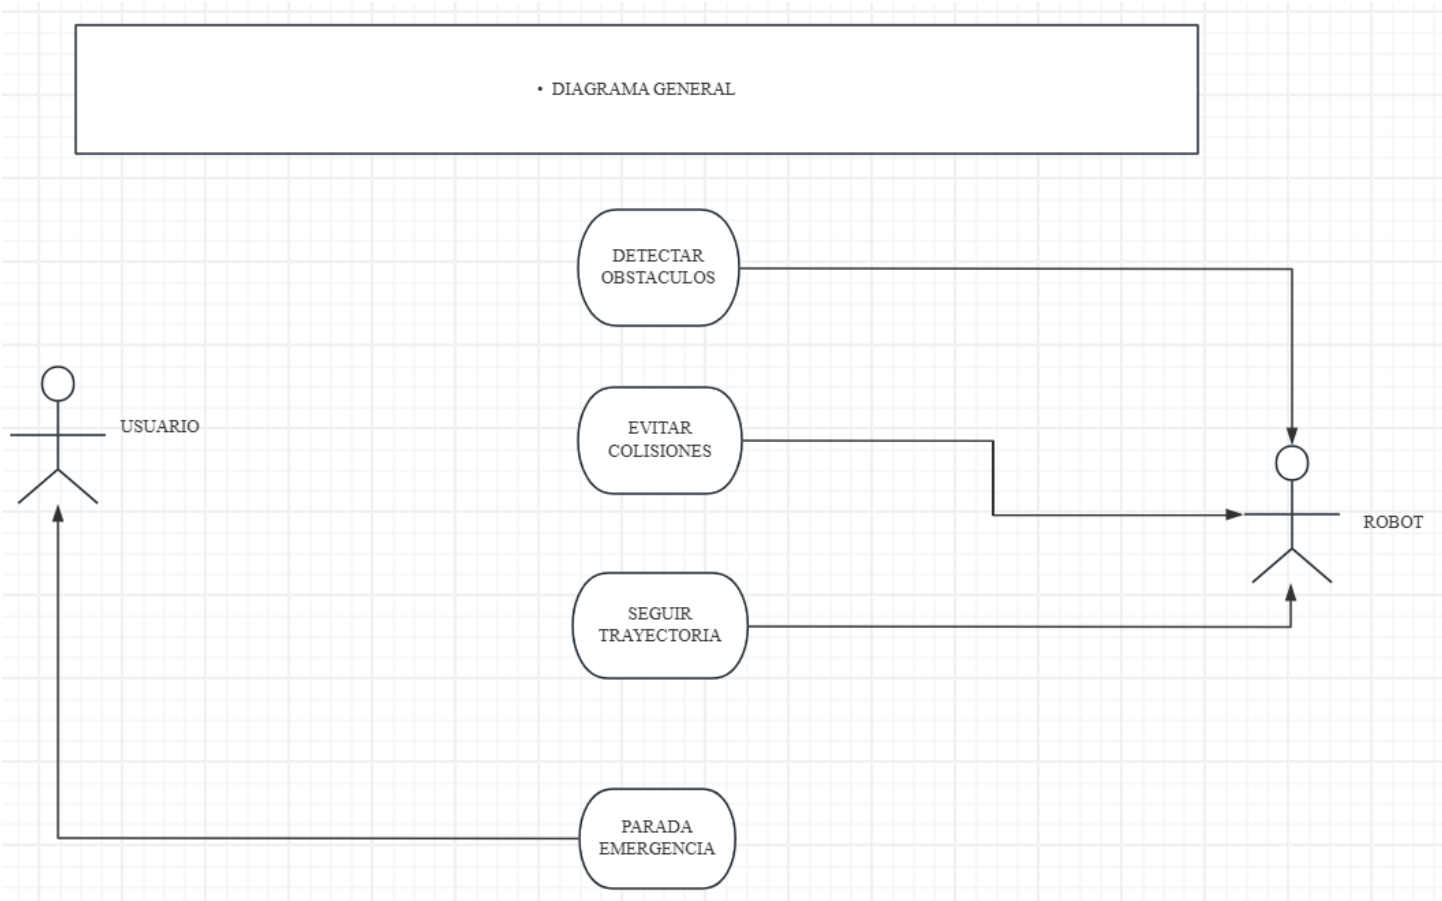 • DIAGRAMA GENERAL
DETECTAR
OBSTACULOS
USUARIO
EVITAR
COLISIONES
ROBOT
SEGUIR
TRAYECTORIA
PARADA
EMERGENCIA